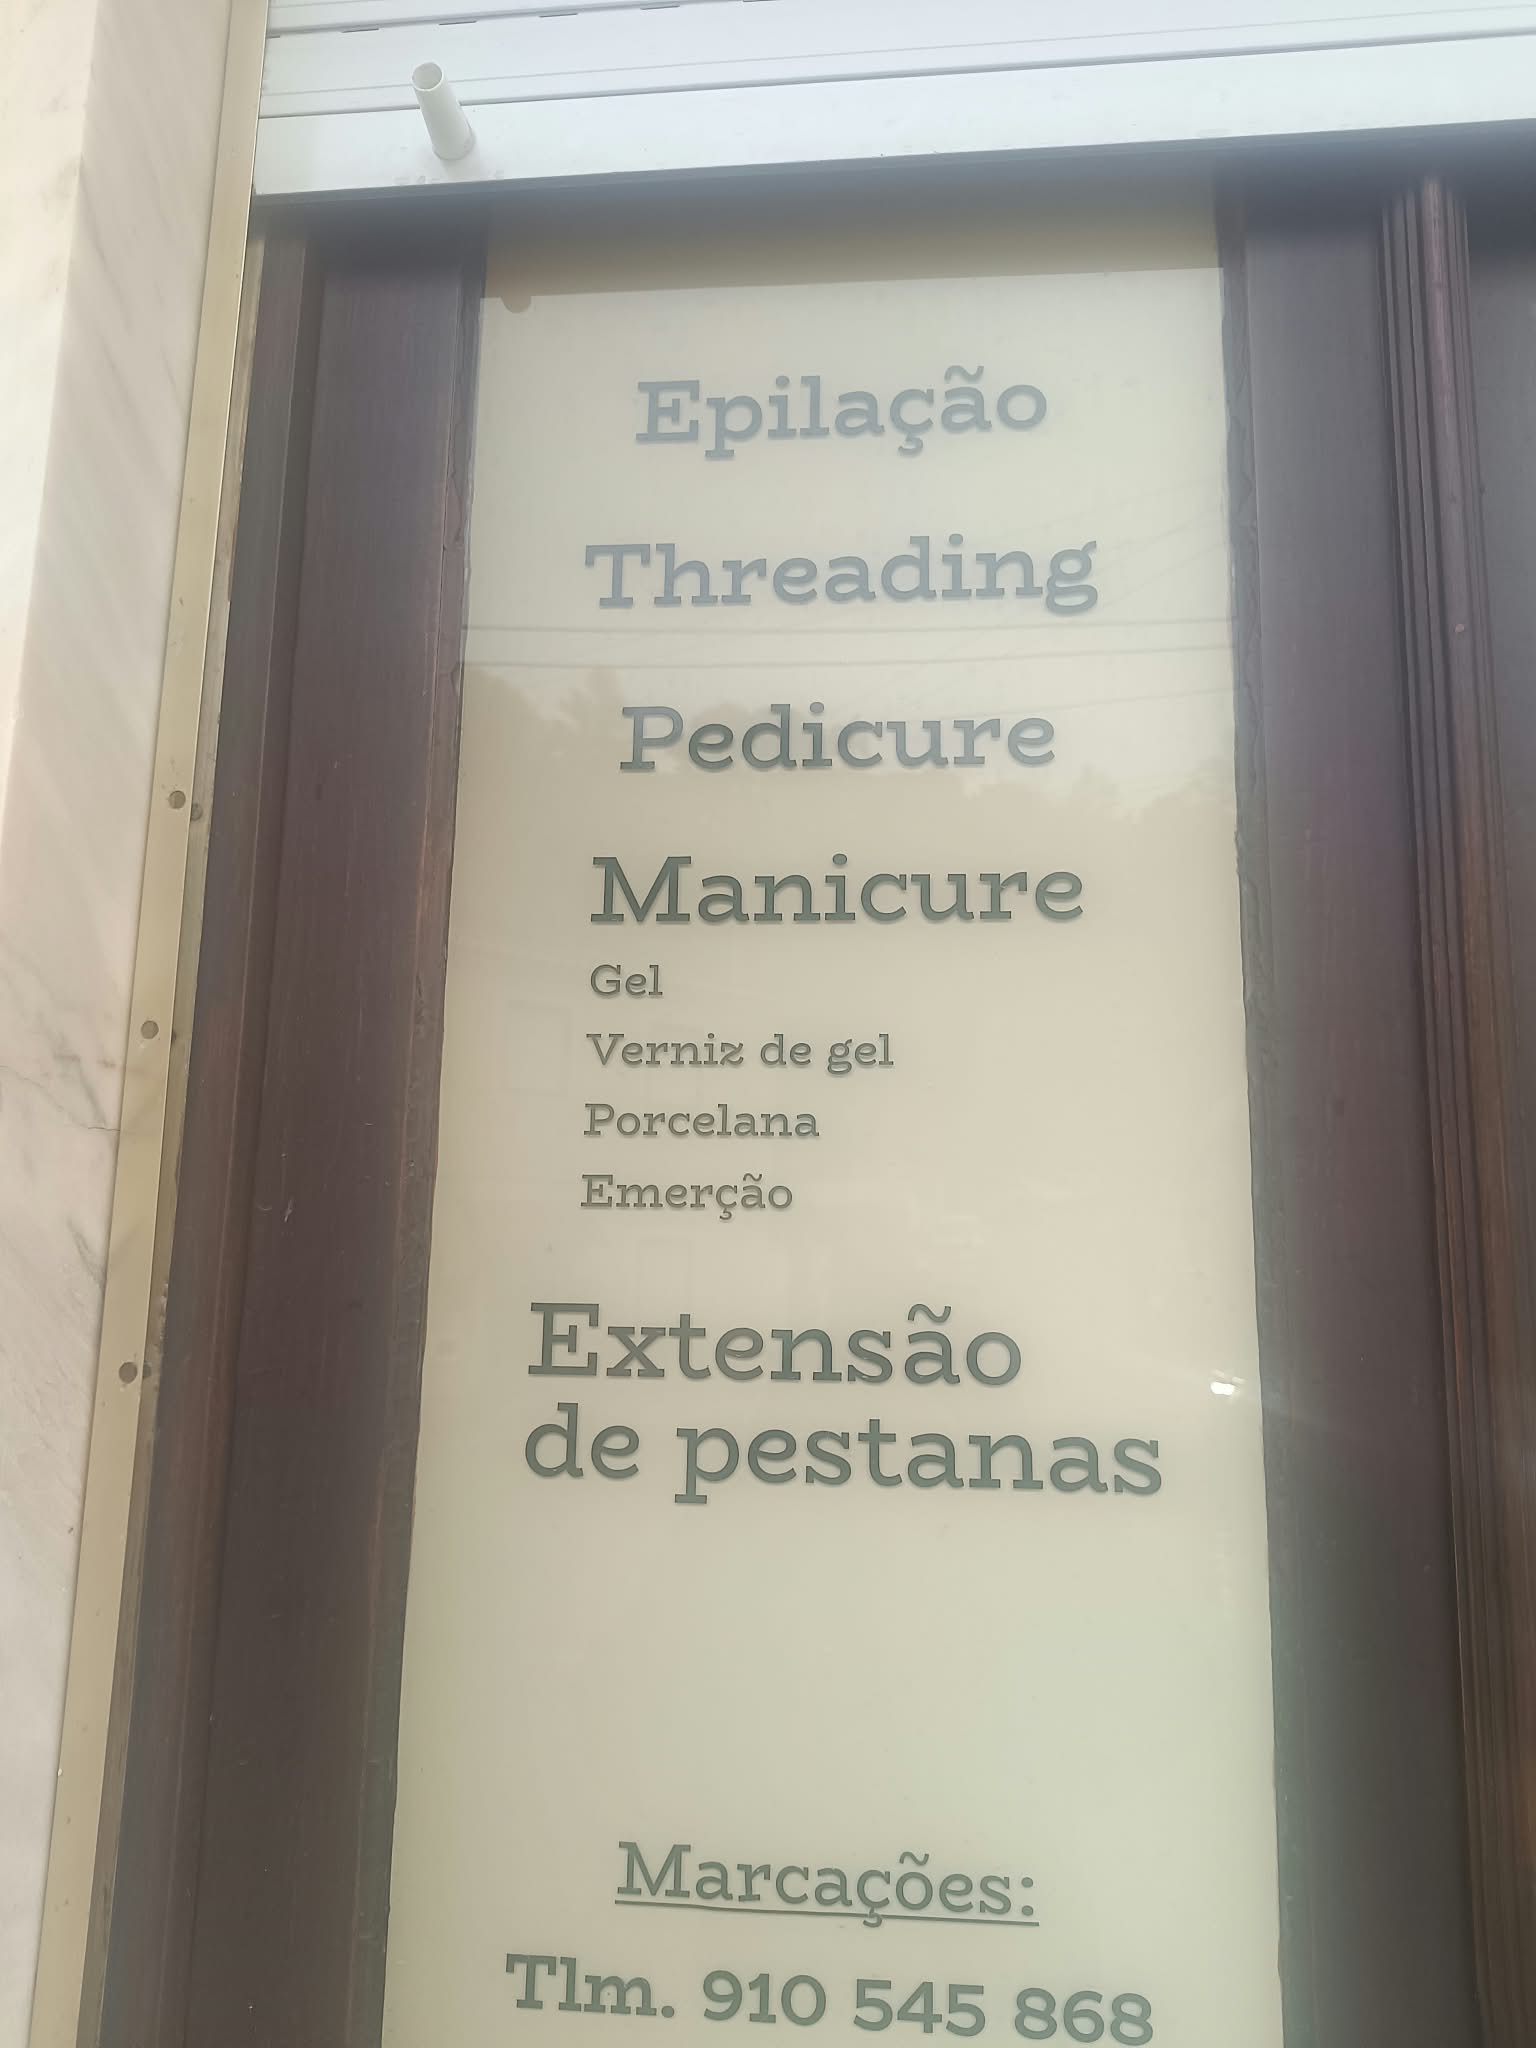 Epilação
Threading
Pedicure
Manicure
Gel
Verniz de gel
Porcelana
Emerção
Extensão
de pestanas
Marcações:
Tlm. 910 545 868